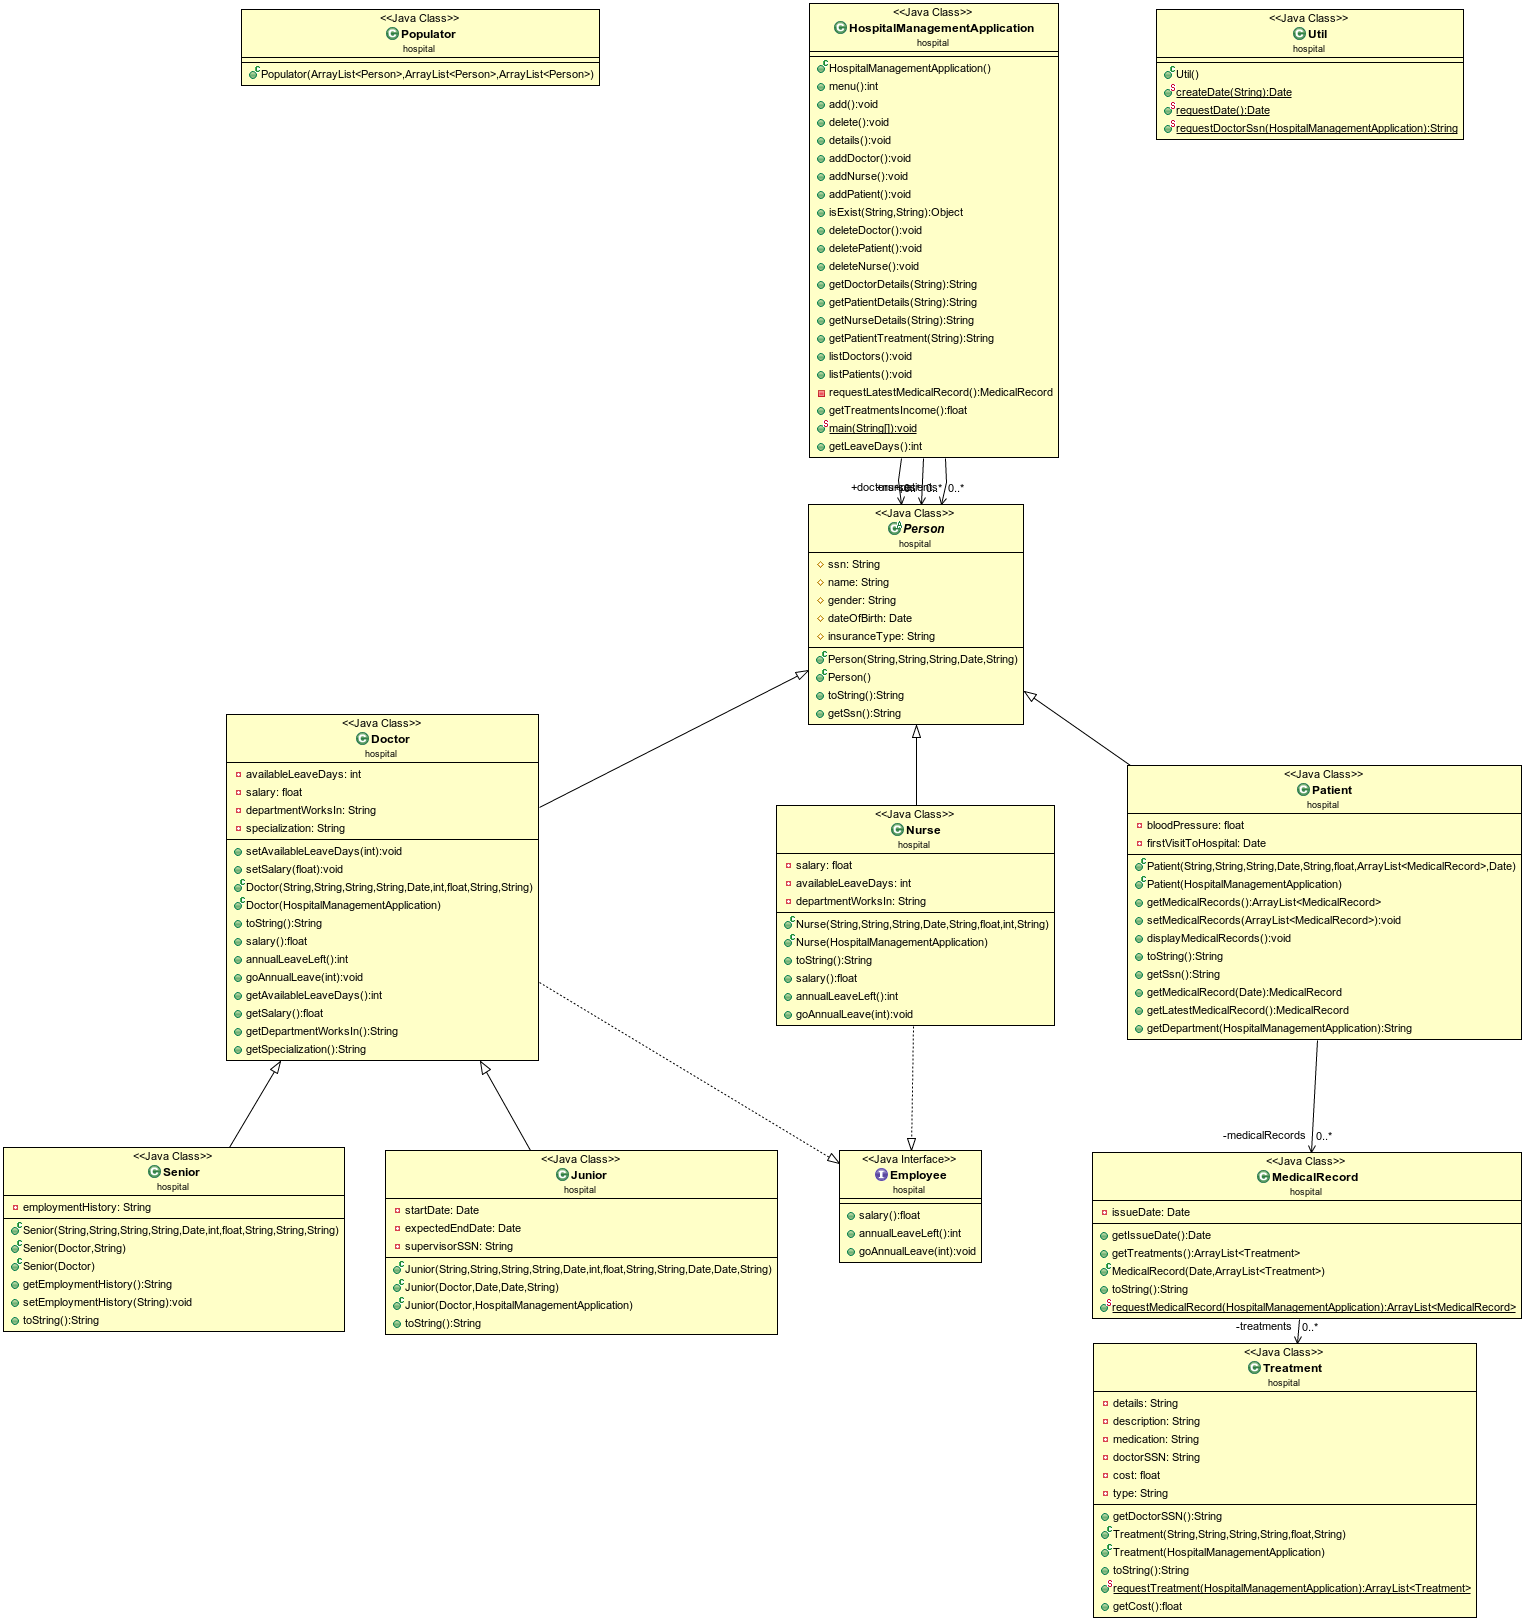 <<Java Class>>
Populator
hospital
Populator(ArrayList<Person>,ArrayList<Person>,ArrayList<Person>)
<<Java Class>>
HospitalManagementApplication
hospital
HospitalManagementApplication()
menu():int
add():void
delete():void
details():void
addDoctor():void
addNurse():void
addPatient():void
isExist(String,String):Object
deleteDoctor():void
deletePatient():void
deleteNurse():void
getDoctorDetails(String):String
getPatientDetails(String):String
getNurseDetails(String):String
getPatientTreatment(String):String
listDoctors():void
listPatients():void
requestLatestMedicalRecord():MedicalRecord
getTreatmentsIncome():float
main(String[]):void
getLeaveDays():int
<<Java Class>>
Util
hospital
Util()
createDate(String):Date
requestDate():Date
requestDoctorSsn(HospitalManagementApplication):String
0..*
0..*
<<Java Class>>
Person
hospital
ssn: String
name: String
gender: String
dateOfBirth: Date
insuranceType: String
Person(String,String,String,Date,String)
Person()
toString():String
getSsn():String
<<Java Class>>
Doctor
hospital
availableLeaveDays: int
salary: float
departmentWorksIn: String
specialization: String
setAvailableLeaveDays(int):void
setSalary(float):void
Doctor(String,String,String,String,Date,int,float,String,String)
Doctor(HospitalManagementApplication)
toString():String
salary():float
annualLeaveLeft():int
goAnnualLeave(int):void
getAvailableLeaveDays():int
getSalary():float
getDepartmentWorksIn():String
getSpecialization():String
<<Java Class>>
Nurse
hospital
salary: float
availableLeaveDays: int
departmentWorksIn: String
Nurse(String,String,String,Date,String,float,int,String)
Nurse(HospitalManagementApplication)
toString():String
salary():float
annualLeaveLeft():int
goAnnualLeave(int):void
<<Java Class>>
Patient
hospital
bloodPressure: float
firstVisitToHospital: Date
Patient(String,String,String,Date,String,float,ArrayList<MedicalRecord>,Date)
Patient(HospitalManagementApplication)
getMedicalRecords():ArrayList<MedicalRecord>
setMedicalRecords(ArrayList<MedicalRecord>):void
displayMedicalRecords():void
toString():String
getSsn():String
getMedicalRecord(Date):MedicalRecord
getLatestMedicalRecord():MedicalRecord
getDepartment(HospitalManagementApplication):String
-medicalRecords 0..*
<<Java Class>>
Senior
hospital
employmentHistory: String
Senior(String,String,String,String,Date,int,float,String,String,String)
Senior(Doctor,String)
Senior(Doctor)
getEmploymentHistory():String
setEmploymentHistory(String):void
toString():String
<<Java Class>>
Junior
hospital
startDate: Date
expectedEndDate: Date
supervisorSSN: String
Junior(String,String,String,String,Date,int,float,String,String,Date,Date,String)
Junior(Doctor,Date,Date,String)
Junior(Doctor,HospitalManagementApplication)
toString():String
<<Java Interface>>
Employee
hospital
salary():float
annualLeaveLeft():int
goAnnualLeave(int):void
<<Java Class>>
MedicalRecord
hospital
issueDate: Date
getIssueDate():Date
getTreatments():ArrayList<Treatment>
MedicalRecord(Date,ArrayList<Treatment>)
toString():String
requestMedicalRecord(HospitalManagementApplication):ArrayList<MedicalRecord>
-treatments 0..*
<<Java Class>>
Treatment
hospital
details: String
description: String
medication: String
doctorSSN: String
cost: float
type: String
getDoctorSSN():String
Treatment(String,String,String,String,float,String)
Treatment(HospitalManagementApplication)
toString():String
requestTreatment(HospitalManagementApplication):ArrayList<Treatment>
getCost():float